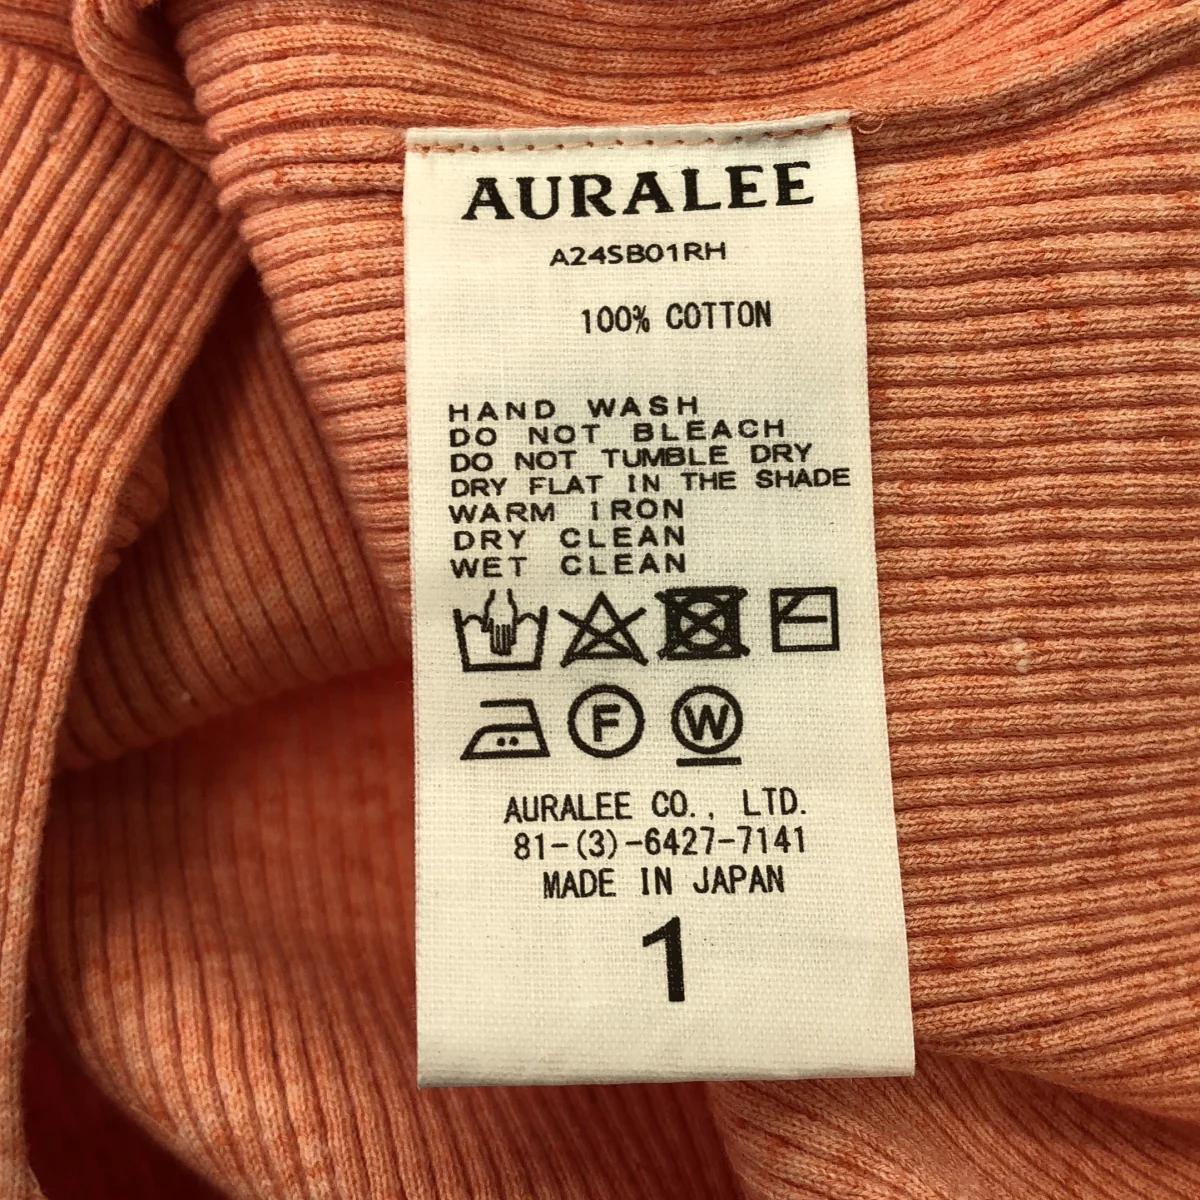 AURALEE
A24SB01RH
100% COTTON
HAND WASH
DO NOT BLEACH
DO NOT TUMBLE DRY
DRY FLAT IN THE SHADE
WARM IRON
DRY CLEAN
WET CLEAN
F W
AURALEE CO., LTD.
81-(3)-6427-7141
MADE IN JAPAN
1